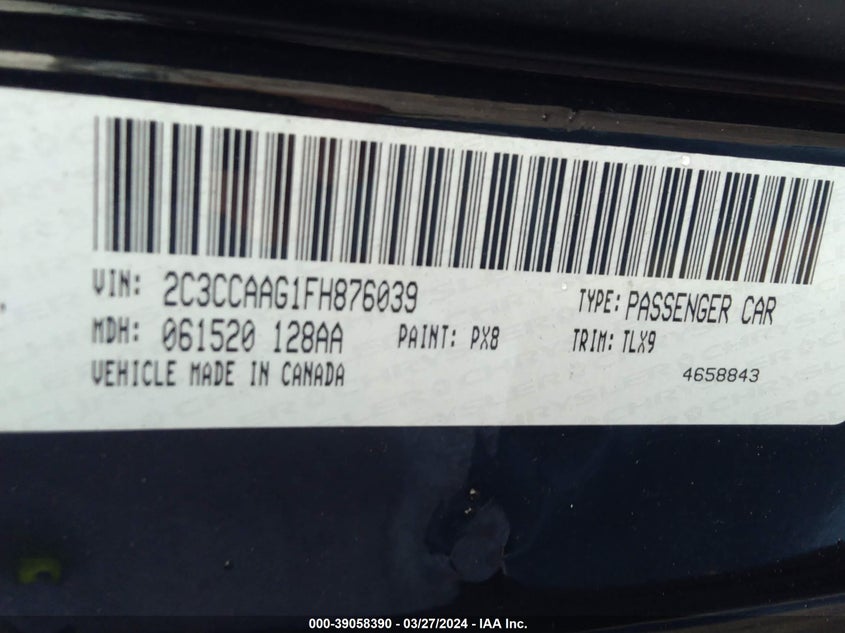 VIN: 2C3CCAAG1FH876039 TYPE: PASSENGER CAR
MDH: 061520 128AA PAINT: PX8 TRIM: TLX9
VEHICLE MADE IN CANADA 4658843
000-39058390 - 03/27/2024 - IAA Inc.